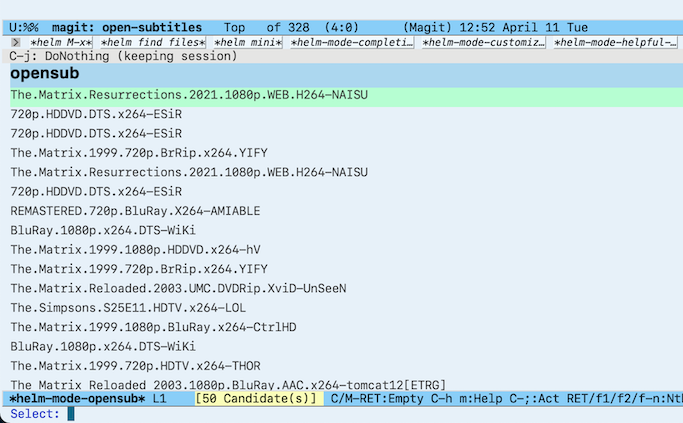 U:%%  magit: open-subtitles   Top   of 328  (4:0)      (Magit) 12:52 April 11 Tue
*helm M-x* *helm find files* *helm mini* *helm-mode-completi… *helm-mode-customiz… *helm-mode-helpful-…
C-j: DoNothing (keeping session)
opensub
The.Matrix.Resurrections.2021.1080p.WEB.H264-NAISU
720p.HDDVD.DTS.x264-ESiR
720p.HDDVD.DTS.x264-ESiR
The.Matrix.1999.720p.BrRip.x264.YIFY
The.Matrix.Resurrections.2021.1080p.WEB.H264-NAISU
720p.HDDVD.DTS.x264-ESiR
REMASTERED.720p.BluRay.X264-AMIABLE
BluRay.1080p.x264.DTS-WiKi
The.Matrix.1999.1080p.HDDVD.x264-hV
The.Matrix.1999.720p.BrRip.x264.YIFY
The.Matrix.Reloaded.2003.UMC.DVDRip.XviD-UnSeeN
The.Simpsons.S25E11.HDTV.x264-LOL
The.Matrix.1999.1080p.BluRay.x264-CtrlHD
BluRay.1080p.x264.DTS-WiKi
The.Matrix.1999.720p.HDTV.x264-THOR
The Matrix Reloaded 2003.1080p.BluRay.AAC.x264-tomcat12[ETRG]
*helm-mode-opensub* L1    [50 Candidate(s)] C/M-RET:Empty C-h m:Help C-;:Act RET/f1/f2/f-n:Nt
Select: